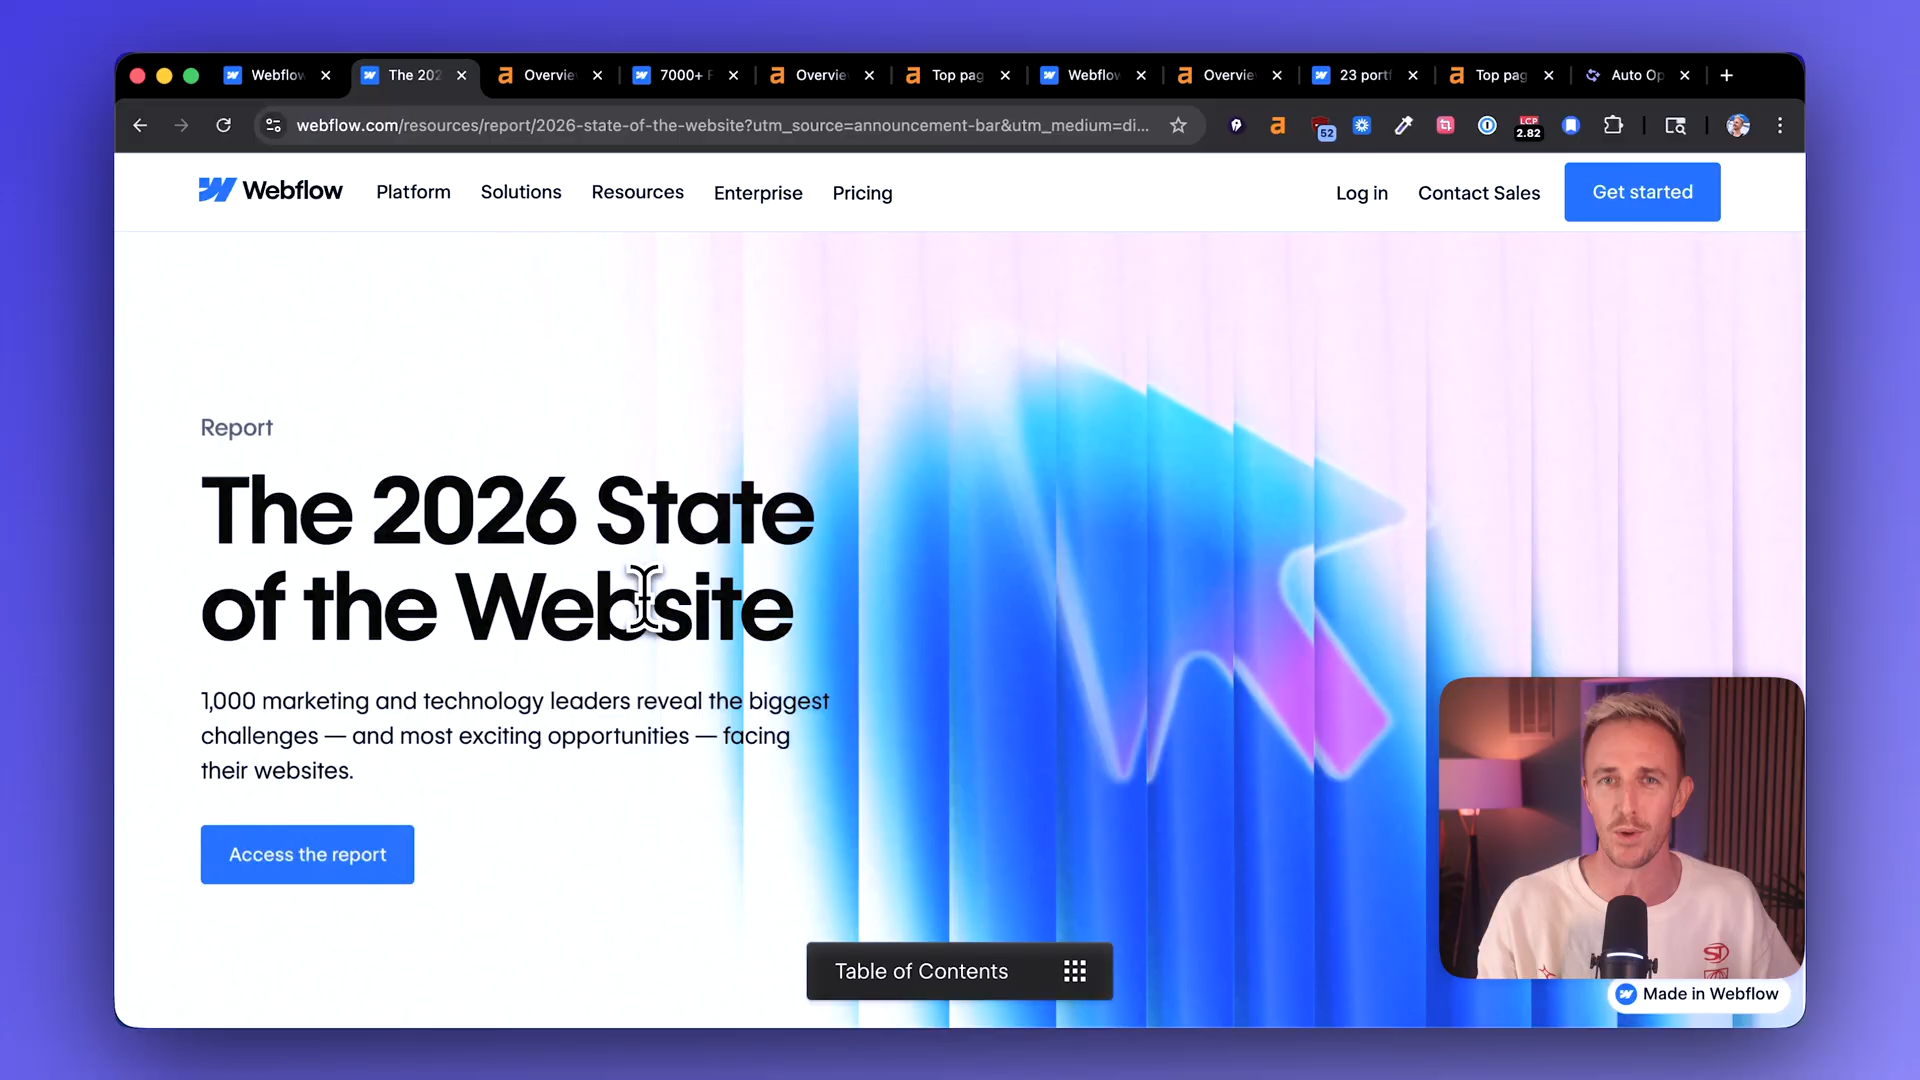 Webflow
The 202
Overvie
7000+ F
Overvie
Top pag
Webflow
Overvie
23 portf
Top pag
Auto Op
webflow.com/resources/report/2026-state-of-the-website?utm_source=announcement-bar&utm_medium=di...
52
LCP
2.82
Webflow
Platform
Solutions
Resources
Enterprise
Pricing
Log in
Contact Sales
Get started
Report
The 2026 State
of the Website
1,000 marketing and technology leaders reveal the biggest
challenges — and most exciting opportunities — facing
their websites.
Access the report
Table of Contents
Made in Webflow